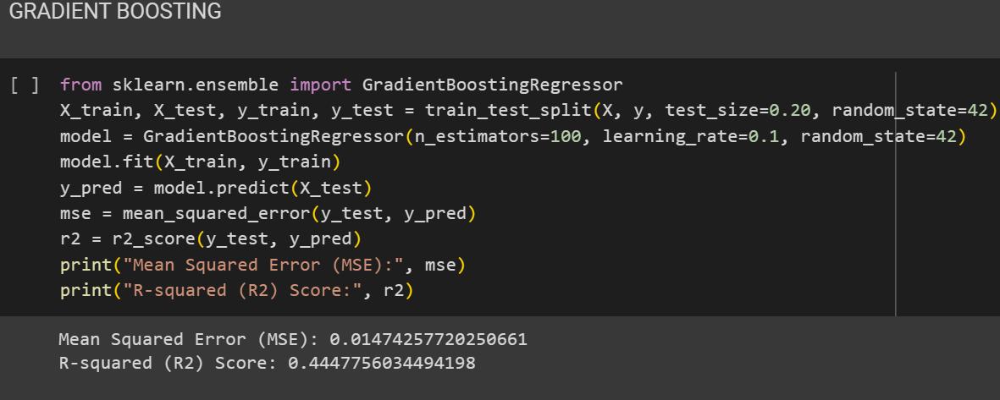 GRADIENT BOOSTING
[ ] from sklearn.ensemble import GradientBoostingRegressor
X_train, X_test, y_train, y_test = train_test_split(X, y, test_size=0.20, random_state=42)
model = GradientBoostingRegressor(n_estimators=100, learning_rate=0.1, random_state=42)
model.fit(X_train, y_train)
y_pred = model.predict(X_test)
mse = mean_squared_error(y_test, y_pred)
r2 = r2_score(y_test, y_pred)
print("Mean Squared Error (MSE):", mse)
print("R-squared (R2) Score:", r2)
Mean Squared Error (MSE): 0.01474257720250661
R-squared (R2) Score: 0.4447756034494198